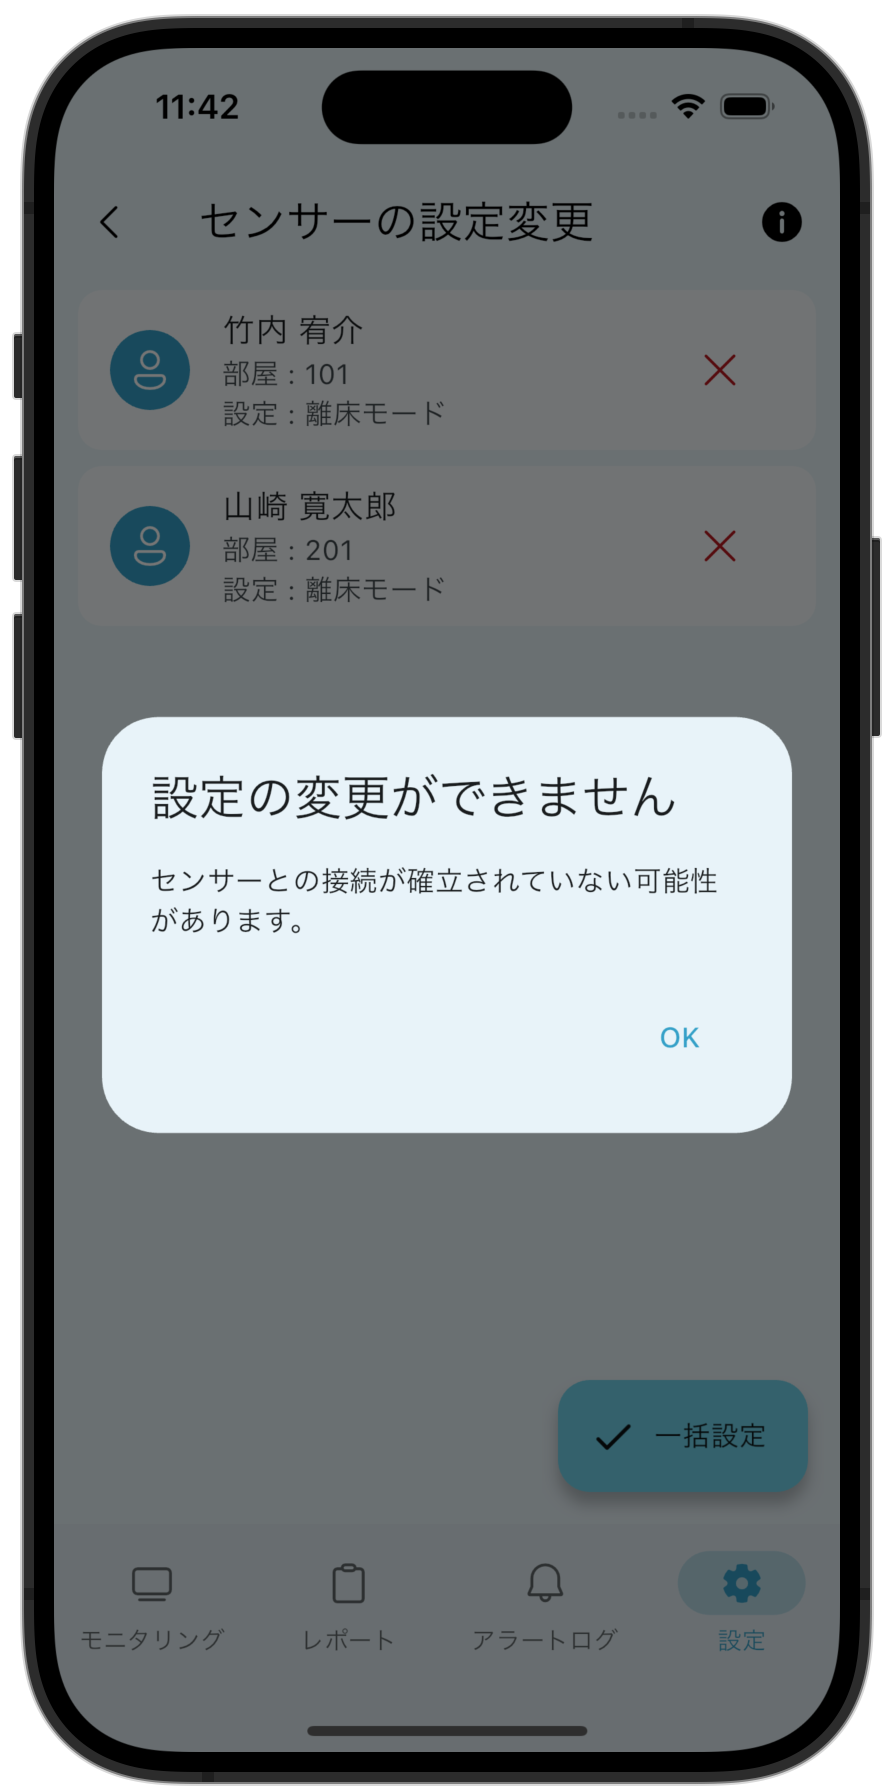 11:42
センサーの設定変更
竹内 宥介
部屋 : 101
設定 : 離床モード
山崎 寛太郎
部屋 : 201
設定 : 離床モード
設定の変更ができません
センサーとの接続が確立されていない可能性
があります。
OK
一括設定
モニタリング
レポート
アラートログ
設定